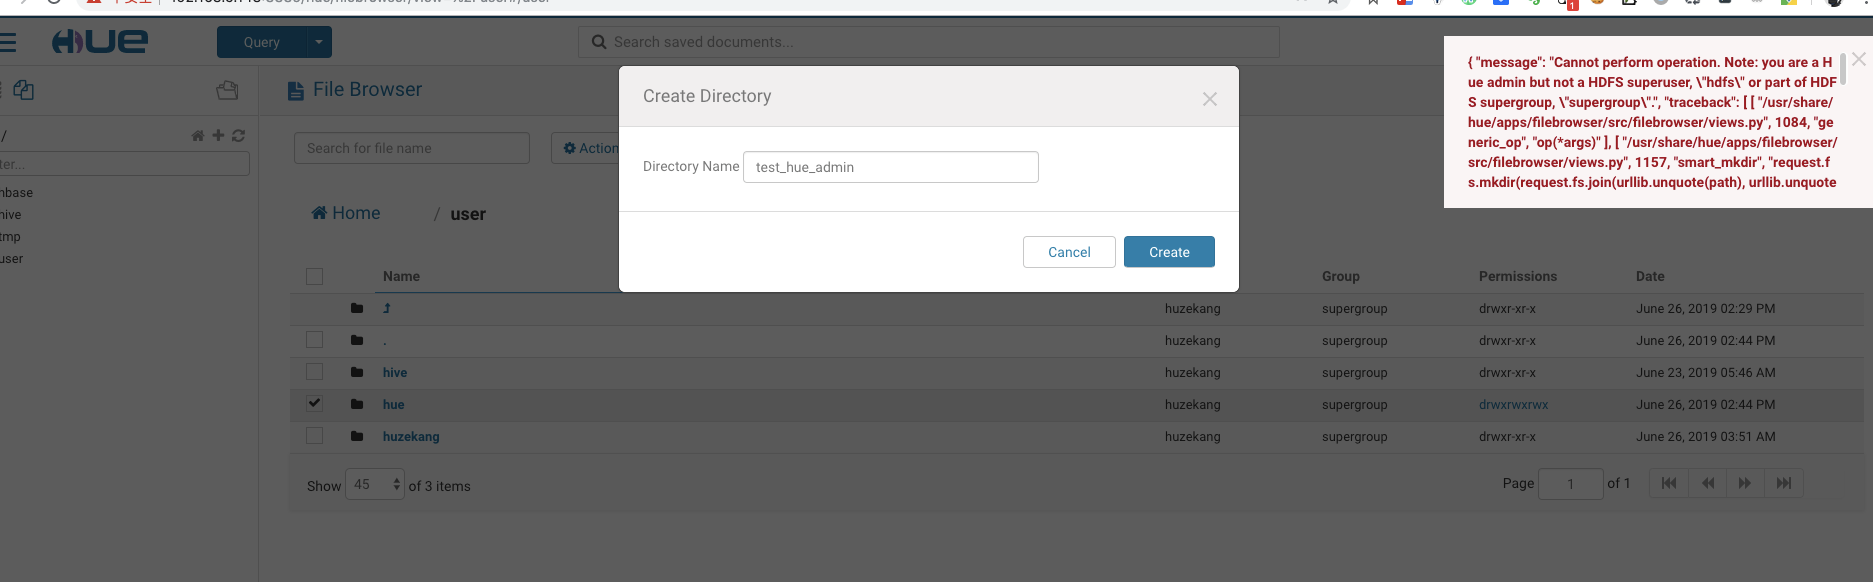 HUE
Query
Search saved documents...
{ "message": "Cannot perform operation. Note: you are a H
ue admin but not a HDFS superuser, \"hdfs\" or part of HDF
S supergroup, \"supergroup\".", "traceback": [ [ "/usr/share/
hue/apps/filebrowser/src/filebrowser/views.py", 1084, "ge
neric_op", "op(*args)" ], [ "/usr/share/hue/apps/filebrowser/
src/filebrowser/views.py", 1157, "smart_mkdir", "request.f
s.mkdir(request.fs.join(urllib.unquote(path), urllib.unquote
File Browser
Create Directory
Directory Name test_hue_admin
Cancel Create
/
ter...
nbase
hive
tmp
user
Search for file name
Action
Home / user
Name Group Permissions Date
huzekang supergroup drwxr-xr-x June 26, 2019 02:29 PM
. huzekang supergroup drwxr-xr-x June 26, 2019 02:44 PM
hive huzekang supergroup drwxr-xr-x June 23, 2019 05:46 AM
hue huzekang supergroup drwxrwxrwx June 26, 2019 02:44 PM
huzekang huzekang supergroup drwxr-xr-x June 26, 2019 03:51 AM
Show 45 of 3 items
Page 1 of 1